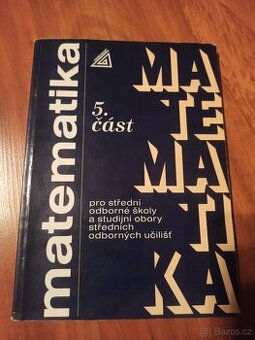 matematika
5.
část
pro střední
odborné školy
a studijní obory
středních
odborných učilišť
MA
TE
MA
TI
KA
Bazos.cz